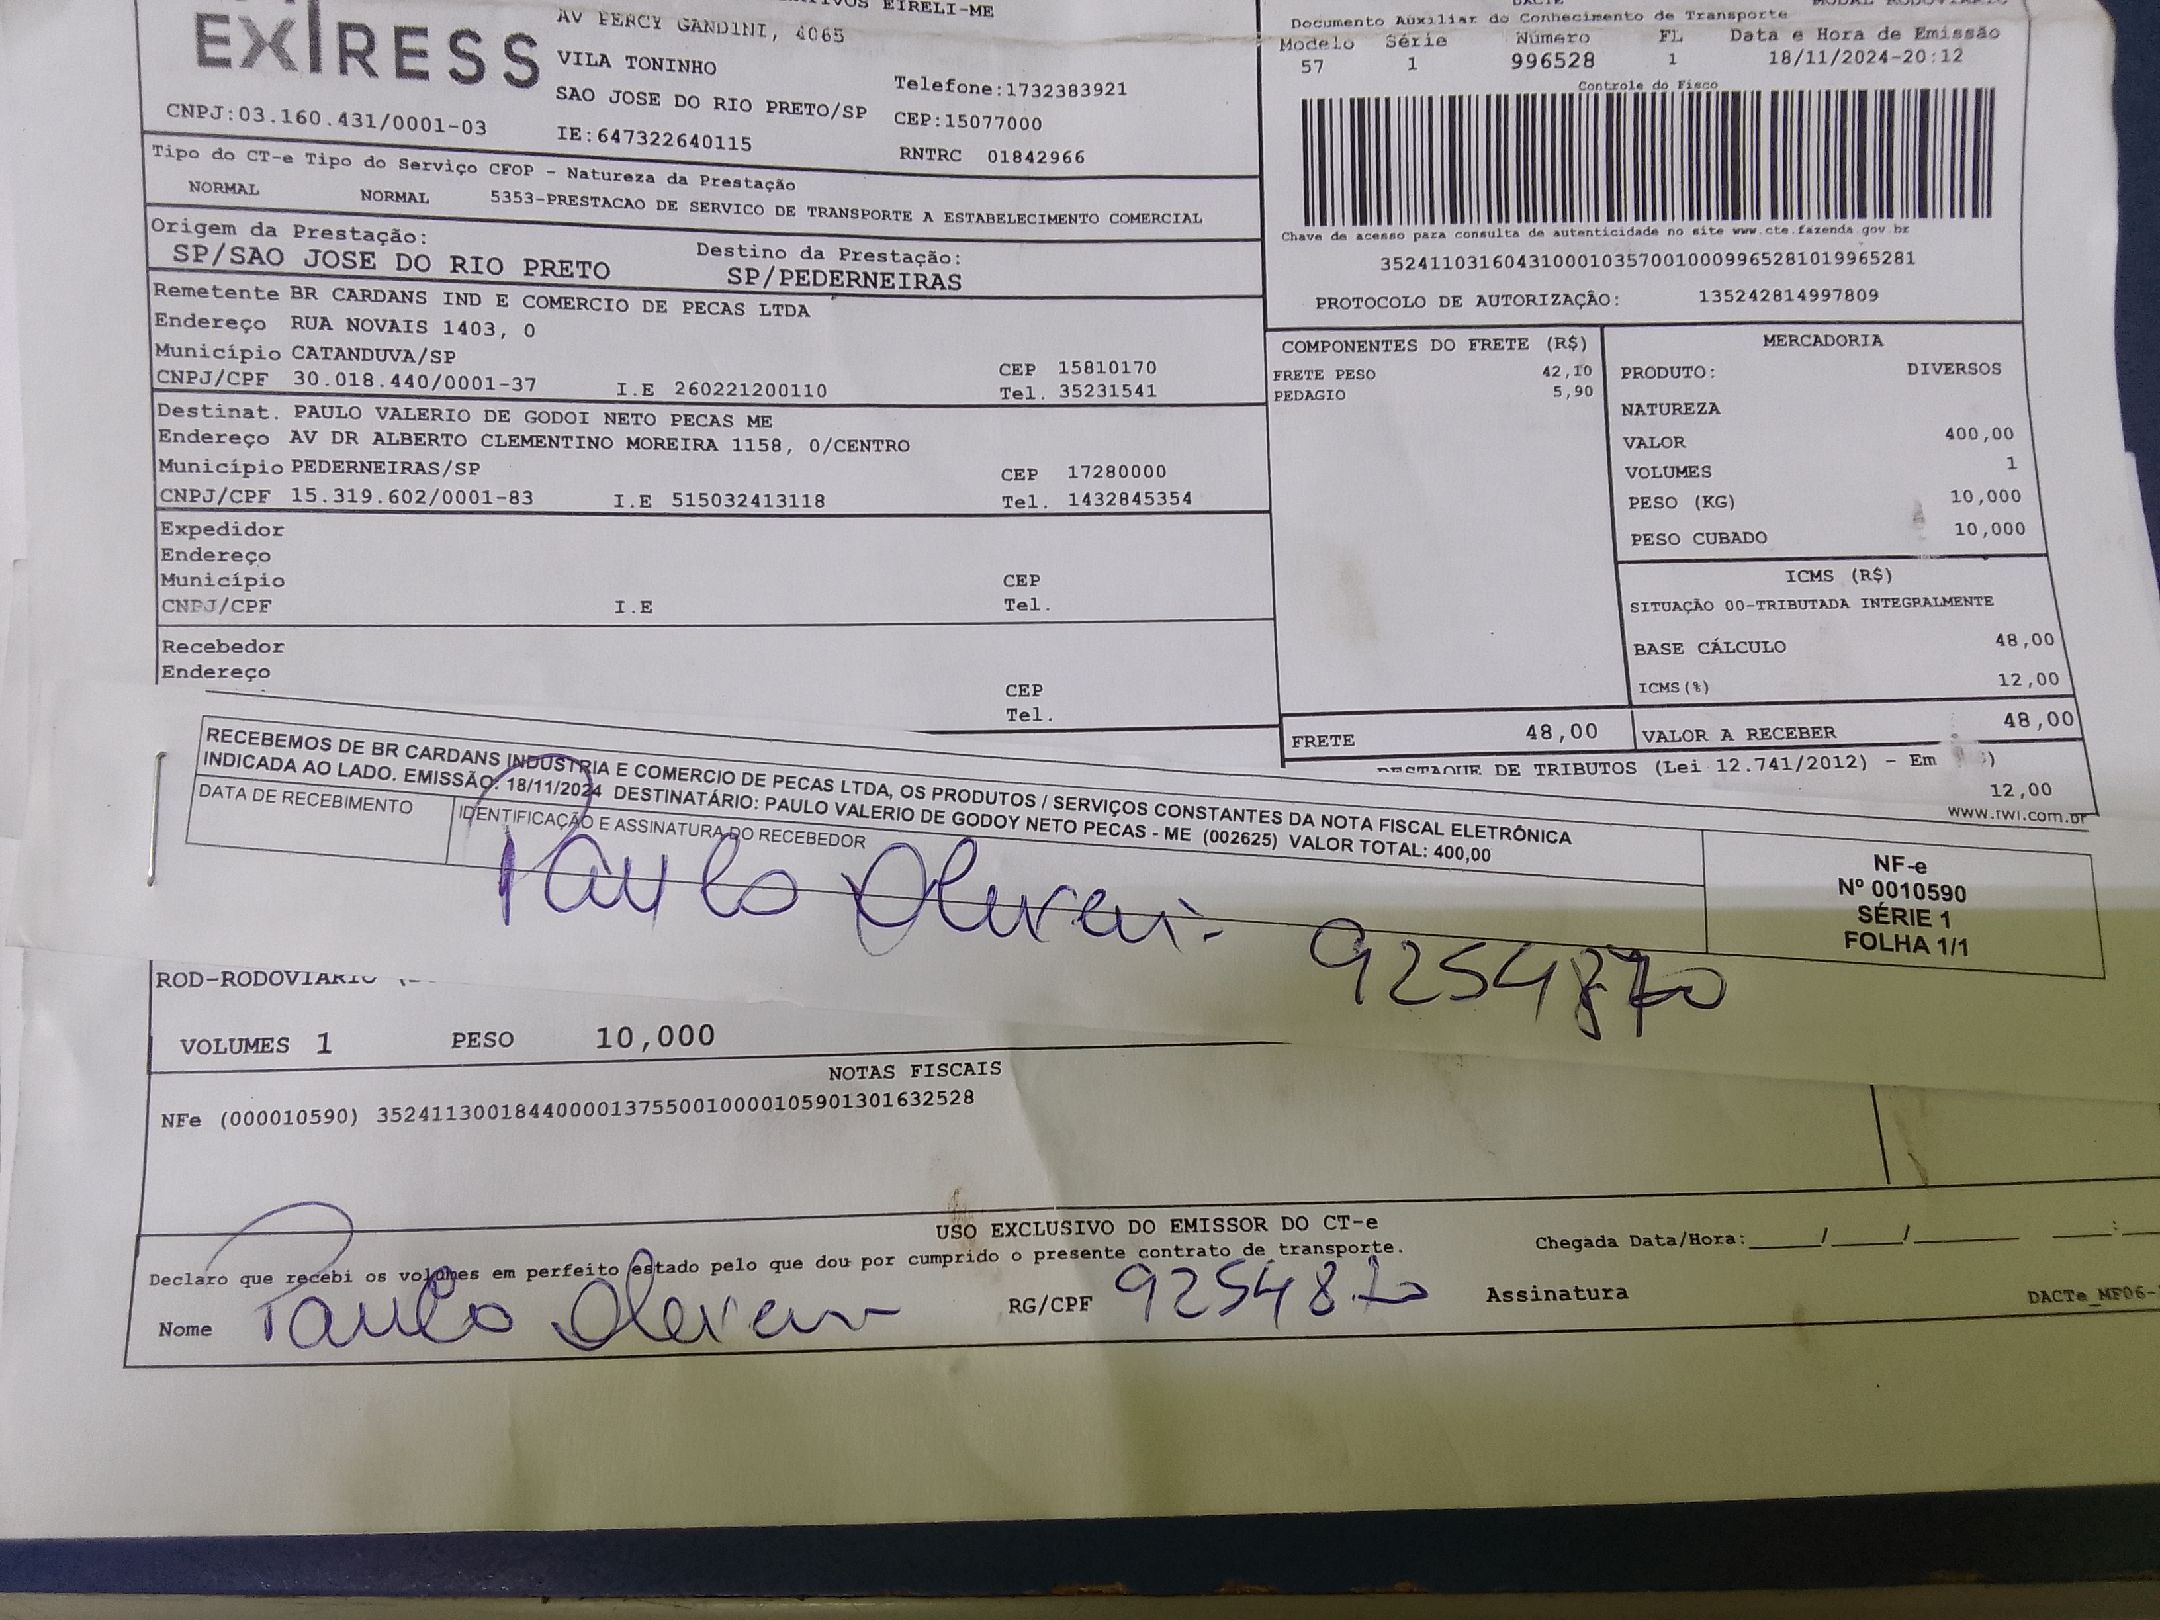 EIRELI-ME
EXPRESS
AV PERCY GANDINI, 4065
VILA TONINHO
SAO JOSE DO RIO PRETO/SP
Telefone:1732383921
CEP:15077000
CNPJ:03.160.431/0001-03
IE:647322640115
RNTRC 01842966
DACTE
MODAL RODOVIÁRIO
Documento Auxiliar do Conhecimento de Transporte
Modelo Série Número FL Data e Hora de Emissão
57 1 996528 1 18/11/2024-20:12
Controle do Fisco
Chave de acesso para consulta de autenticidade no site www.cte.fazenda.gov.br
35241103160431000103570010009965281019965281
PROTOCOLO DE AUTORIZAÇÃO: 135242814997809
Tipo do CT-e Tipo do Serviço CFOP - Natureza da Prestação
NORMAL NORMAL 5353-PRESTACAO DE SERVICO DE TRANSPORTE A ESTABELECIMENTO COMERCIAL
Origem da Prestação: Destino da Prestação:
SP/SAO JOSE DO RIO PRETO SP/PEDERNEIRAS
Remetente BR CARDANS IND E COMERCIO DE PECAS LTDA
Endereço RUA NOVAIS 1403, 0
Município CATANDUVA/SP CEP 15810170
CNPJ/CPF 30.018.440/0001-37 I.E 260221200110 Tel. 35231541
Destinat. PAULO VALERIO DE GODOI NETO PECAS ME
Endereço AV DR ALBERTO CLEMENTINO MOREIRA 1158, 0/CENTRO
Município PEDERNEIRAS/SP CEP 17280000
CNPJ/CPF 15.319.602/0001-83 I.E 515032413118 Tel. 1432845354
Expedidor
Endereço
Município CEP
CNPJ/CPF I.E Tel.
Recebedor
Endereço
CEP
Tel.
COMPONENTES DO FRETE (R$)
FRETE PESO 42,10
PEDAGIO 5,90
MERCADORIA
PRODUTO: DIVERSOS
NATUREZA
VALOR 400,00
VOLUMES 1
PESO (KG) 10,000
PESO CUBADO 10,000
ICMS (R$)
SITUAÇÃO 00-TRIBUTADA INTEGRALMENTE
BASE CÁLCULO 48,00
ICMS(%) 12,00
FRETE 48,00 VALOR A RECEBER 48,00
DESTAQUE DE TRIBUTOS (Lei 12.741/2012) - Em
12,00
www.rwi.com.br
RECEBEMOS DE BR CARDANS INDUSTRIA E COMERCIO DE PECAS LTDA, OS PRODUTOS / SERVIÇOS CONSTANTES DA NOTA FISCAL ELETRÔNICA
INDICADA AO LADO. EMISSÃO: 18/11/2024 DESTINATÁRIO: PAULO VALERIO DE GODOY NETO PECAS - ME (002625) VALOR TOTAL: 400,00
DATA DE RECEBIMENTO IDENTIFICAÇÃO E ASSINATURA DO RECEBEDOR
NF-e
Nº 0010590
SÉRIE 1
FOLHA 1/1
Paulo Oliveira 9254870
ROD-RODOVIÁRIO
VOLUMES 1 PESO 10,000
NOTAS FISCAIS
NFe (000010590) 35241130018440000137550010000105901301632528
USO EXCLUSIVO DO EMISSOR DO CT-e
Declaro que recebi os volumes em perfeito estado pelo que dou por cumprido o presente contrato de transporte.
Chegada Data/Hora:_____/_____/_______ ____:
Nome Paulo Oliveira RG/CPF 9254870 Assinatura
DACTe_MF06-